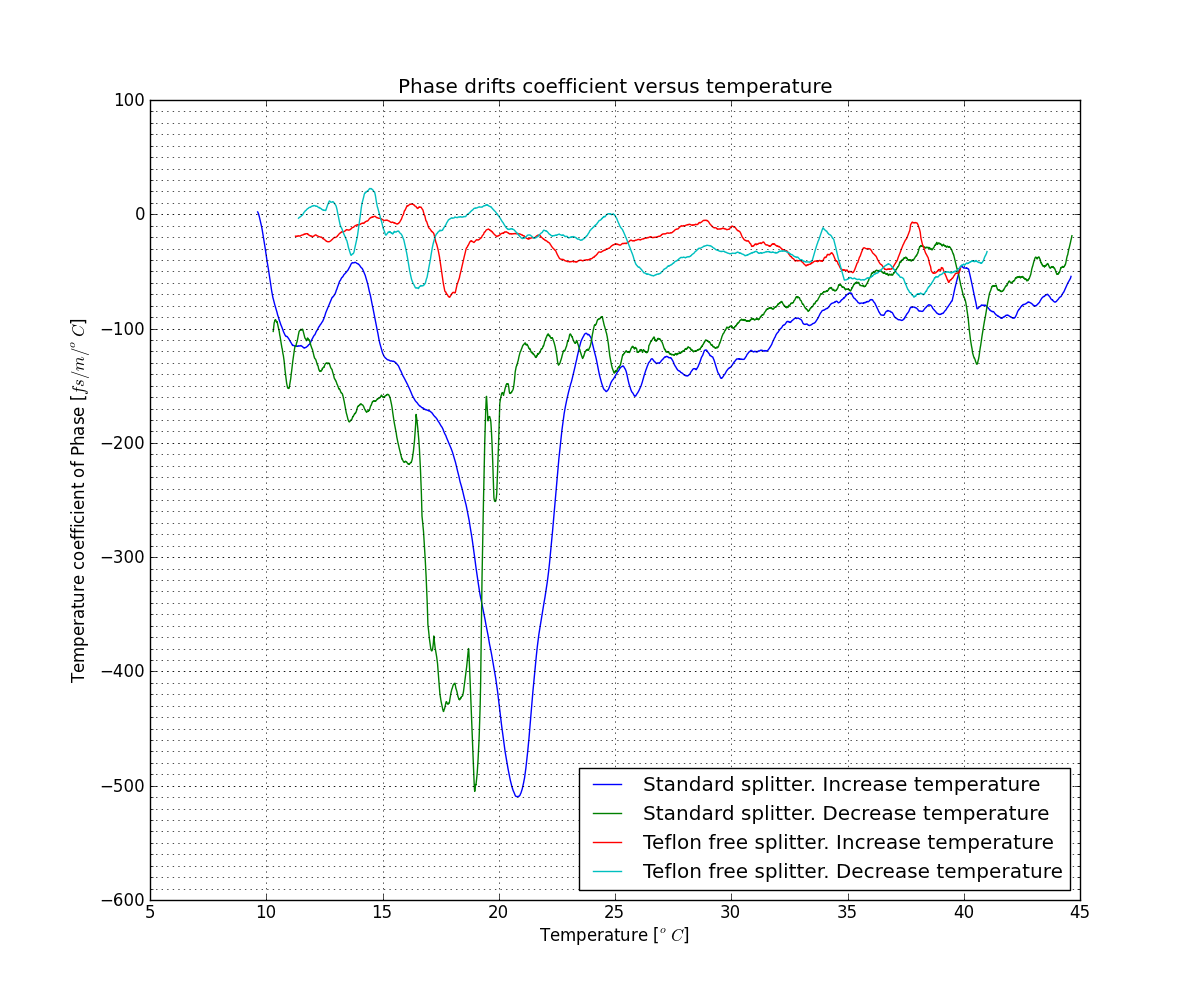 Phase drifts coefficient versus temperature
100
0
−100
−200
−300
−400
−500
−600
Temperature coefficient of Phase [fs/m/° C]
5 10 15 20 25 30 35 40 45
Temperature [° C]
Standard splitter. Increase temperature
Standard splitter. Decrease temperature
Teflon free splitter. Increase temperature
Teflon free splitter. Decrease temperature